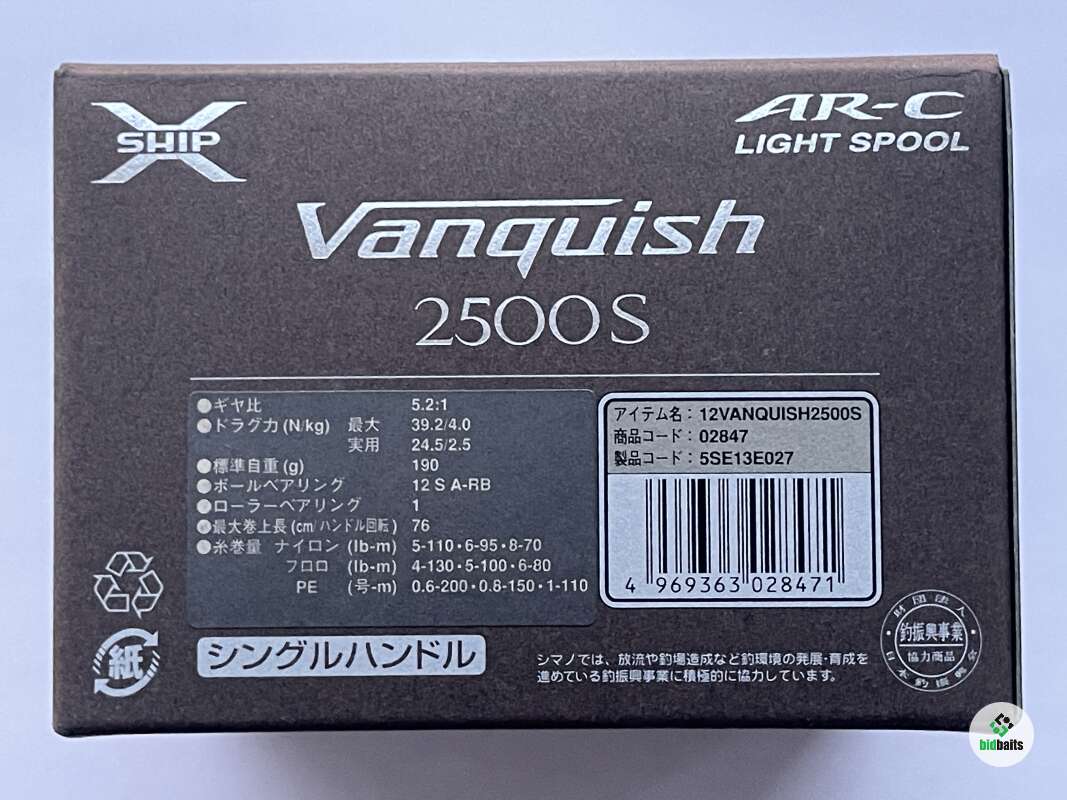 X
SHIP
AR-C
LIGHT SPOOL
Vanquish
2500S
●ギヤ比 5.2:1
●ドラグ力(N/kg) 最大 39.2/4.0
実用 24.5/2.5
●標準自重(g) 190
●ボールベアリング 12 S A-RB
●ローラーベアリング 1
●最大巻上長(cm/ハンドル回転) 76
●糸巻量 ナイロン (lb-m) 5-110・6-95・8-70
フロロ (lb-m) 4-130・5-100・6-80
PE (号-m) 0.6-200・0.8-150・1-110
アイテム名：12VANQUISH2500S
商品コード：02847
製品コード：5SE13E027
4 969363 028471
紙
シングルハンドル
シマノでは、放流や釣場造成など釣環境の発展・育成を
進めている釣振興事業に積極的に協力しています。
財団法人
釣振興事業
協力商品
日本釣振興会
bidbaits